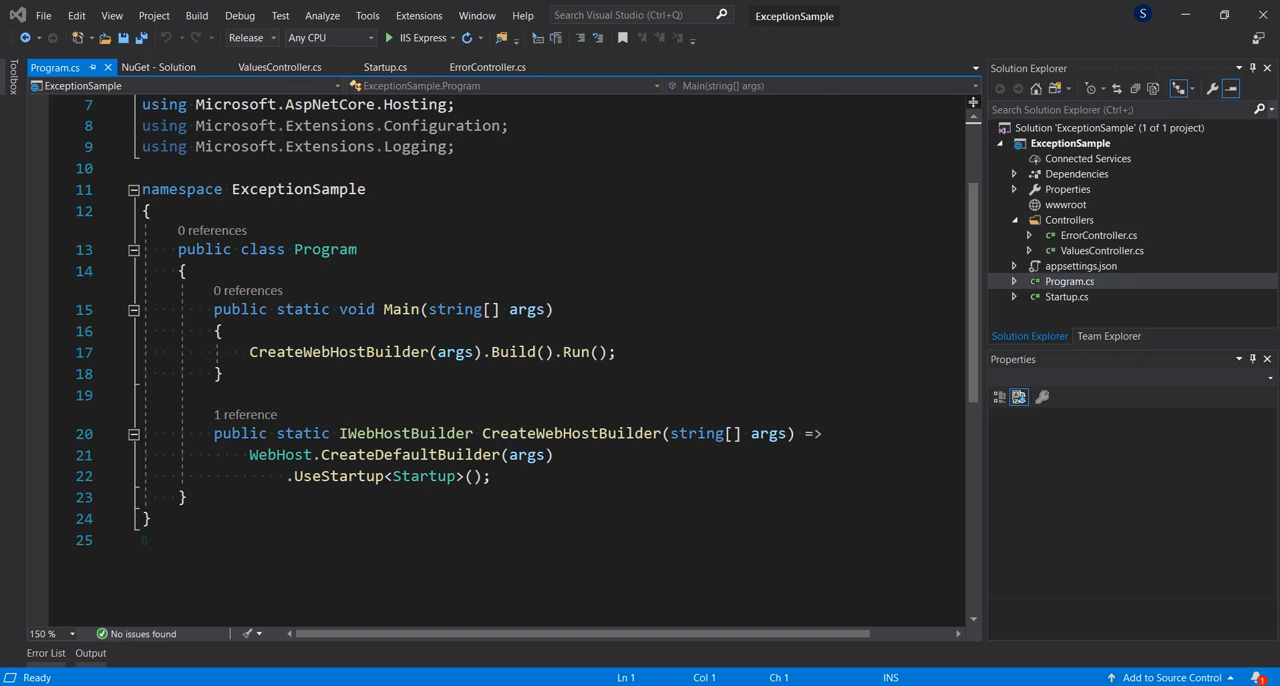 File Edit View Project Build Debug Test Analyze Tools Extensions Window Help Search Visual Studio (Ctrl+Q) ExceptionSample S
Release Any CPU IIS Express
Toolbox
Program.cs NuGet - Solution ValuesController.cs Startup.cs ErrorController.cs
ExceptionSample ExceptionSample.Program Main(string[] args)
7 using Microsoft.AspNetCore.Hosting;
8 using Microsoft.Extensions.Configuration;
9 using Microsoft.Extensions.Logging;
10
11 namespace ExceptionSample
12 {
0 references
13 public class Program
14 {
0 references
15 public static void Main(string[] args)
16 {
17 CreateWebHostBuilder(args).Build().Run();
18 }
19
1 reference
20 public static IWebHostBuilder CreateWebHostBuilder(string[] args) =>
21 WebHost.CreateDefaultBuilder(args)
22 .UseStartup<Startup>();
23 }
24 }
25
150 % No issues found
Solution Explorer
Search Solution Explorer (Ctrl+;)
Solution 'ExceptionSample' (1 of 1 project)
ExceptionSample
Connected Services
Dependencies
Properties
wwwroot
Controllers
C# ErrorController.cs
C# ValuesController.cs
appsettings.json
C# Program.cs
C# Startup.cs
Solution Explorer Team Explorer
Properties
Error List Output
Ready Ln 1 Col 1 Ch 1 INS Add to Source Control 1